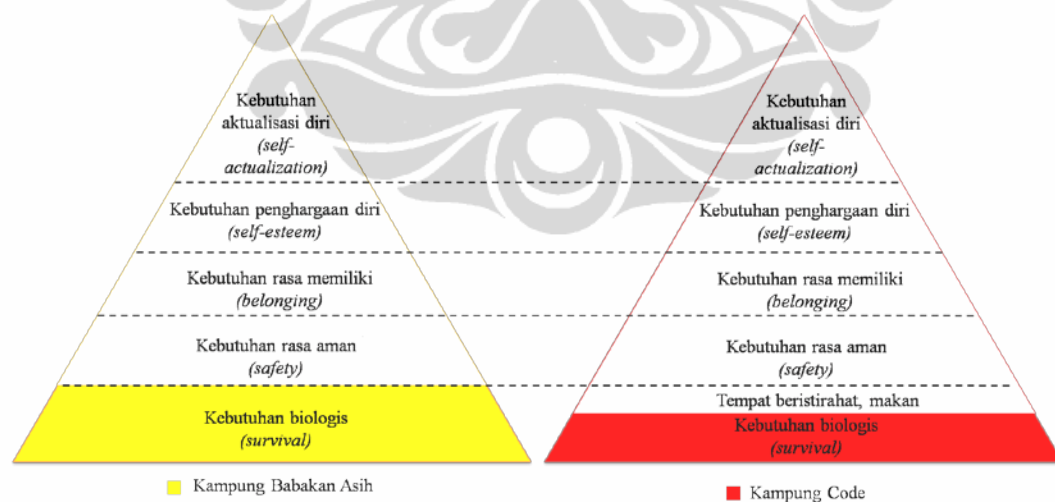 Kebutuhan
aktualisasi diri
(self-
actualization)
Kebutuhan penghargaan diri
(self-esteem)
Kebutuhan rasa memiliki
(belonging)
Kebutuhan rasa aman
(safety)
Kebutuhan biologis
(survival)
Kampung Babakan Asih
Kebutuhan
aktualisasi diri
(self-
actualization)
Kebutuhan penghargaan diri
(self-esteem)
Kebutuhan rasa memiliki
(belonging)
Kebutuhan rasa aman
(safety)
Tempat beristirahat, makan
Kebutuhan biologis
(survival)
Kampung Code